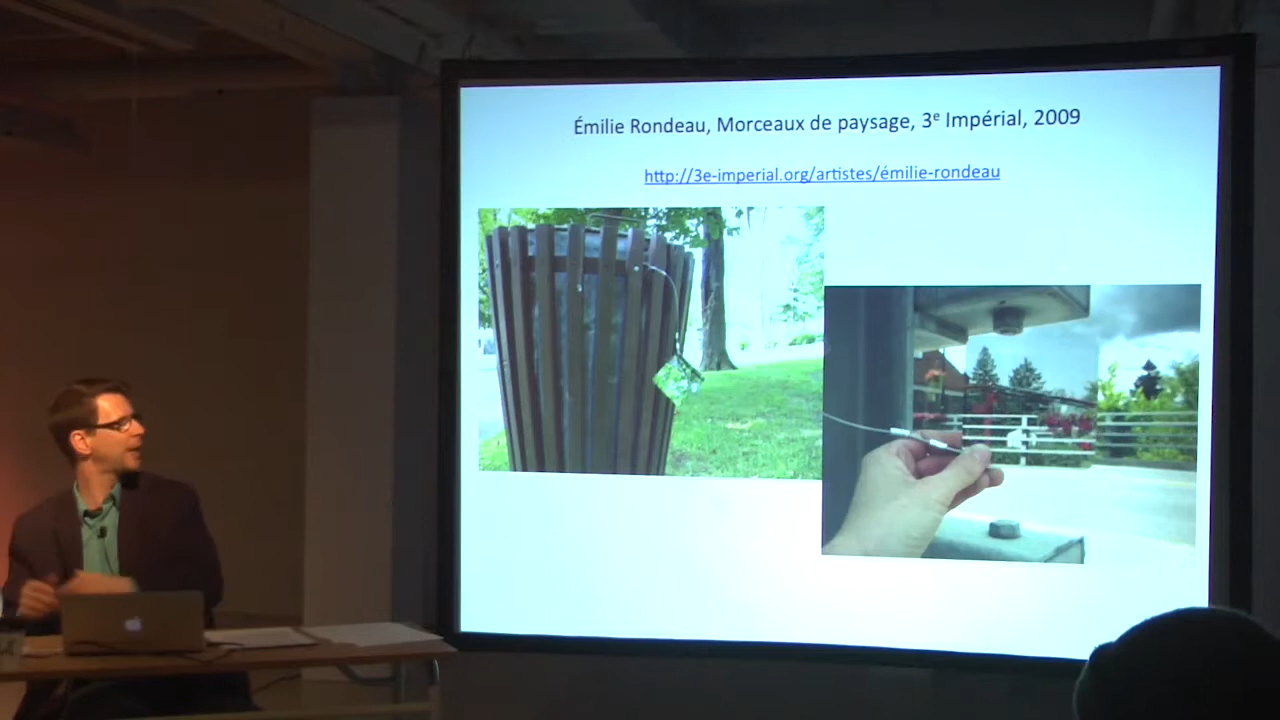 Émilie Rondeau, Morceaux de paysage, 3e Impérial, 2009
http://3e-imperial.org/artistes/émilie-rondeau